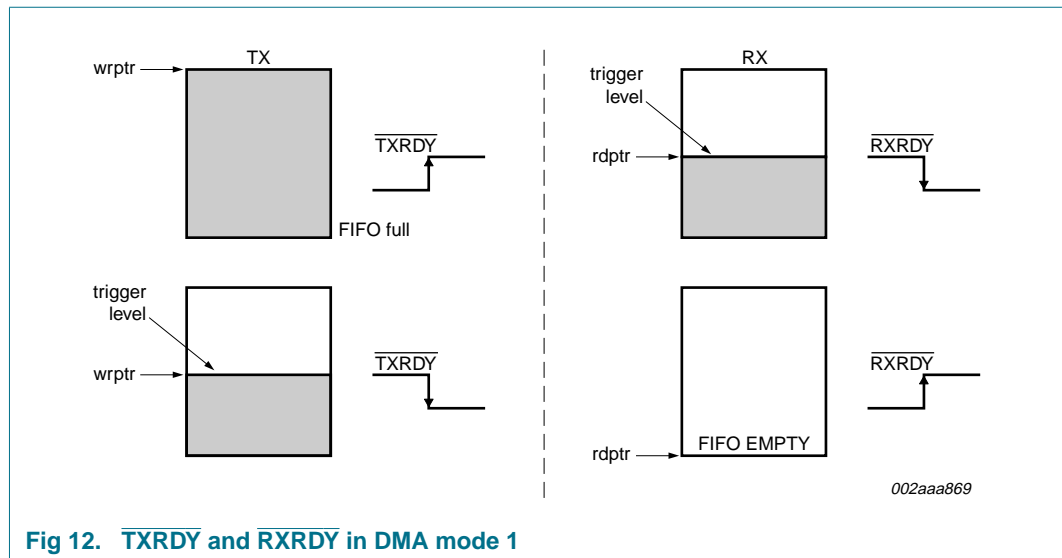 TX
wrptr
TXRDY
FIFO full
trigger
level
wrptr
TXRDY
RX
trigger
level
rdptr
RXRDY
RXRDY
FIFO EMPTY
rdptr
002aaa869
Fig 12. TXRDY and RXRDY in DMA mode 1